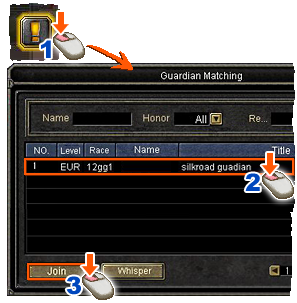 1
Guardian Matching
Name Honor All Re...
NO. Level Race Name Title
1 EUR 12gg1 silkroad guadian
2
3
Join Whisper 1